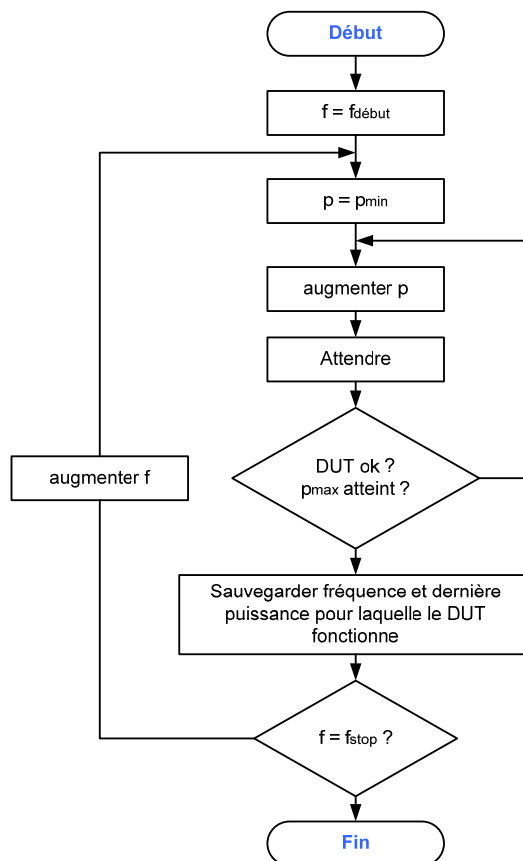 Début
f = fdébut
p = pmin
augmenter p
Attendre
DUT ok ?
pmax atteint ?
augmenter f
Sauvegarder fréquence et dernière
puissance pour laquelle le DUT
fonctionne
f = fstop ?
Fin